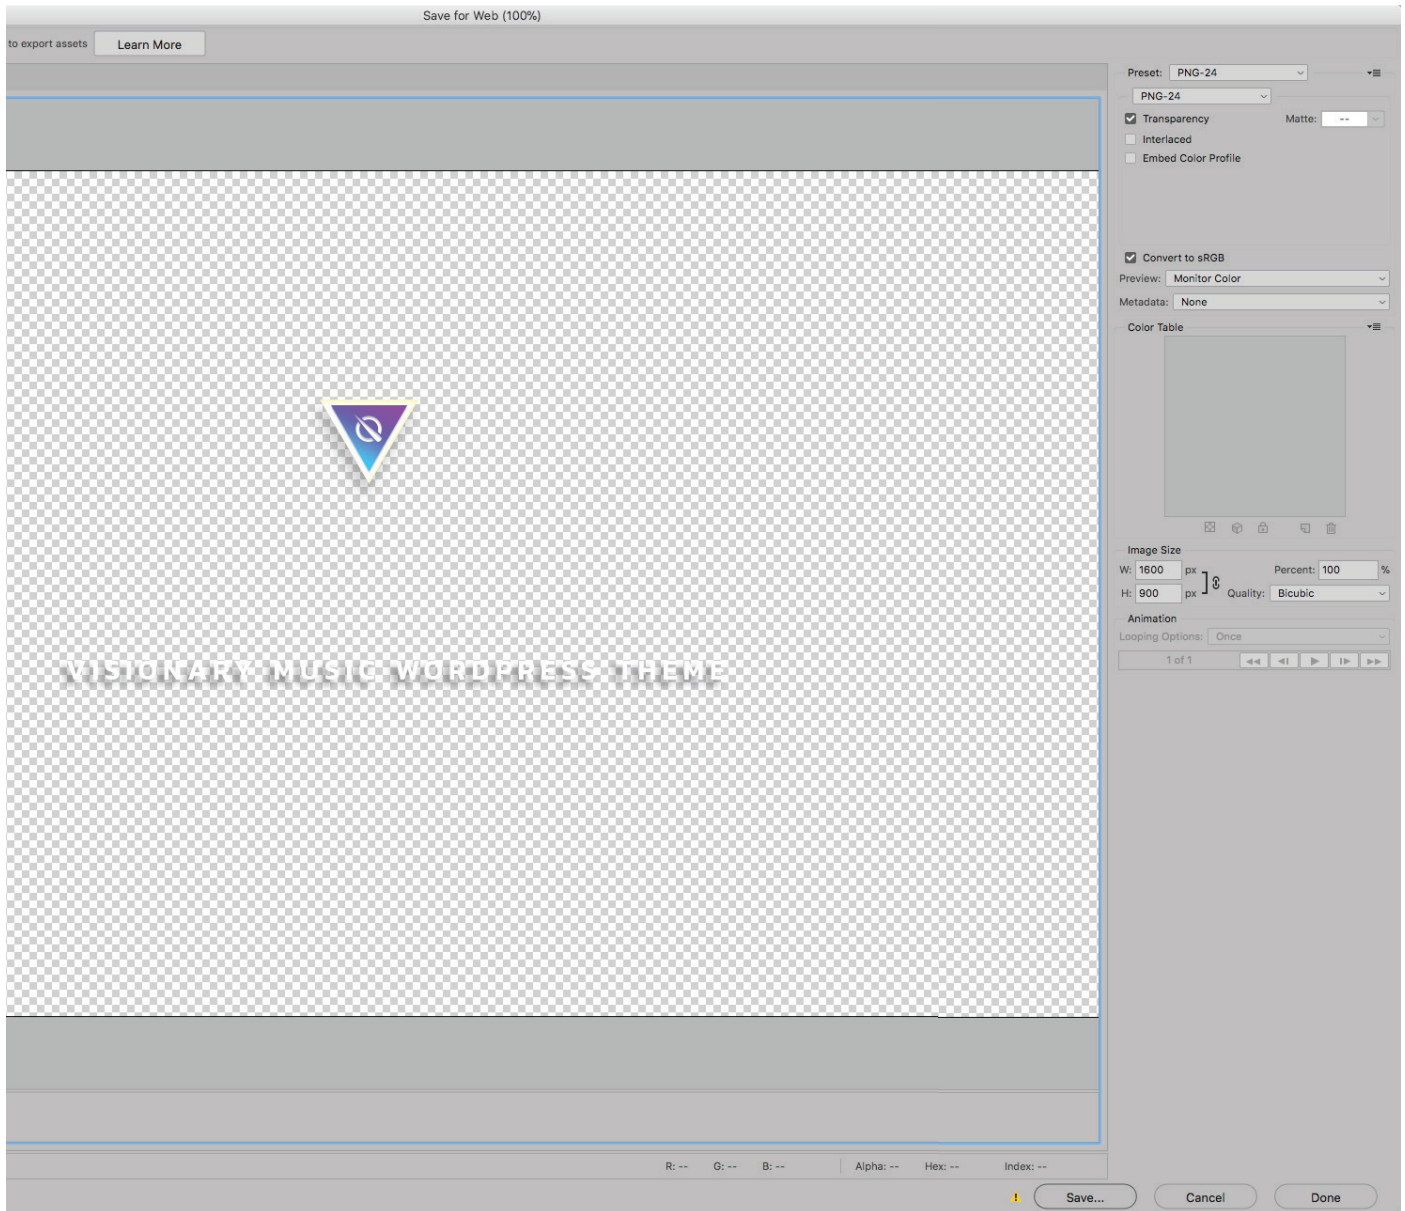 Save for Web (100%)
to export assets Learn More
Preset: PNG-24
PNG-24
Transparency Matte: --
Interlaced
Embed Color Profile
Convert to sRGB
Preview: Monitor Color
Metadata: None
Color Table
Image Size
W: 1600 px Percent: 100 %
H: 900 px Quality: Bicubic
Animation
Looping Options: Once
1 of 1
VISIONARY MUSIC WORDPRESS THEME
R: -- G: -- B: -- Alpha: -- Hex: -- Index: --
Save... Cancel Done